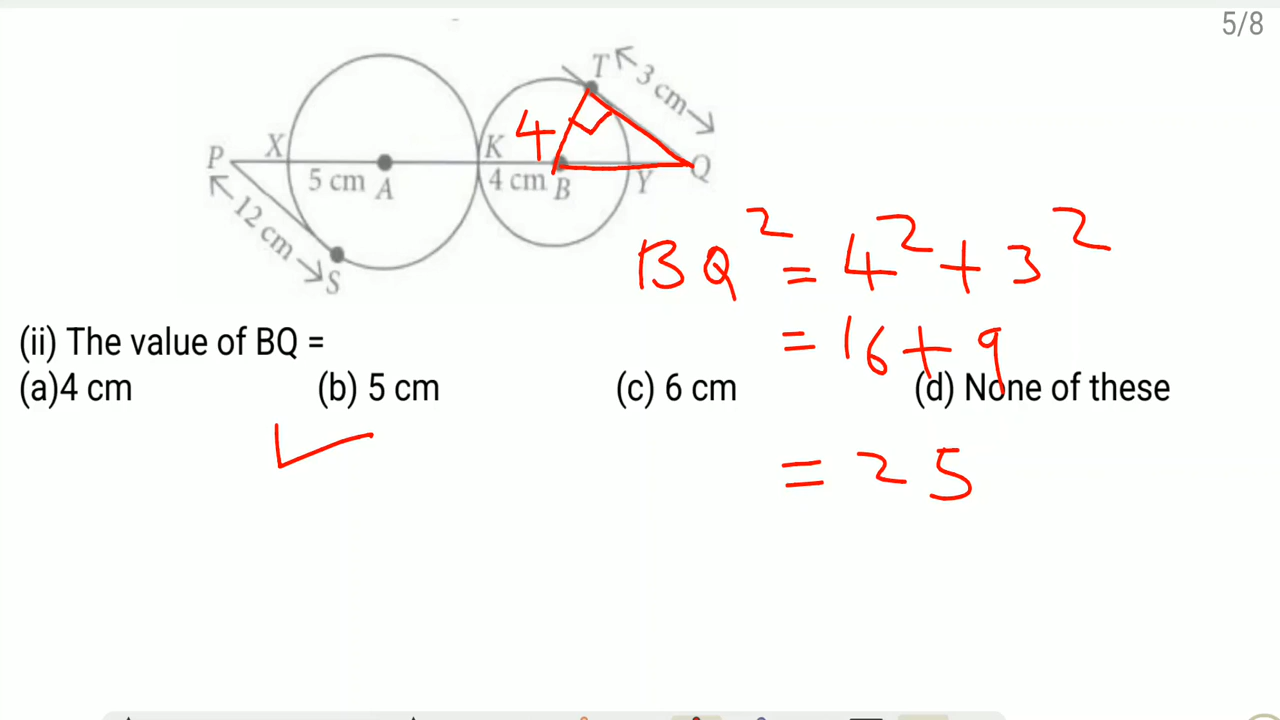 5/8
T 3 cm
P X K 4 Q
5 cm A 4 cm B Y
12 cm
S
BQ² = 4² + 3²
(ii) The value of BQ =
= 16 + 9
(a)4 cm (b) 5 cm (c) 6 cm (d) None of these
= 25